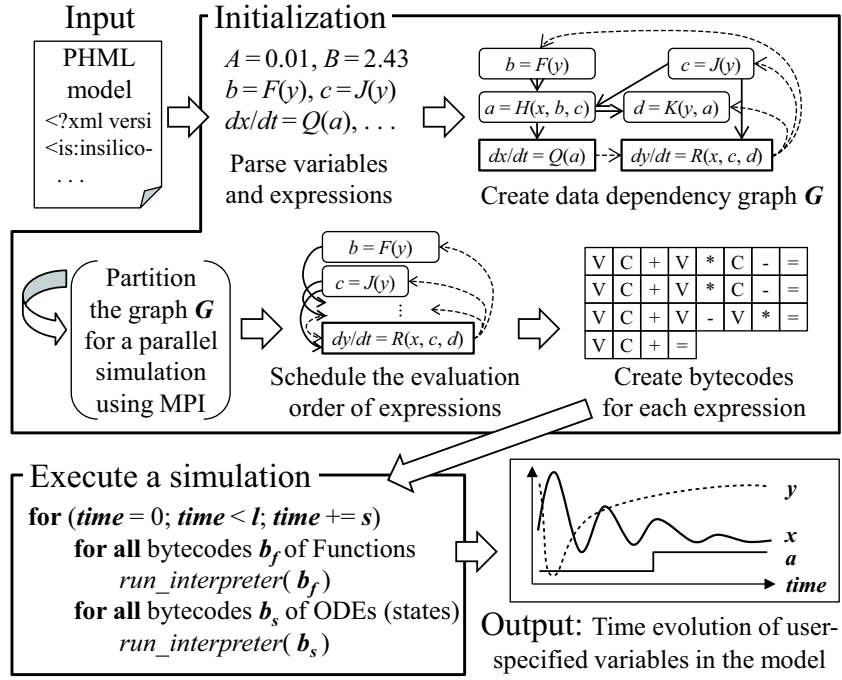 Input
PHML
model
<?xml versi
<is:insilico-
. . .
Initialization
A = 0.01, B = 2.43
b = F(y), c = J(y)
dx/dt = Q(a), . . .
Parse variables
and expressions
b = F(y)
c = J(y)
a = H(x, b, c)
d = K(y, a)
dx/dt = Q(a)
dy/dt = R(x, c, d)
Create data dependency graph G
Partition
the graph G
for a parallel
simulation
using MPI
b = F(y)
c = J(y)
⋮
dy/dt = R(x, c, d)
Schedule the evaluation
order of expressions
V C + V * C - =
V C + V * C - =
V C + V - V * =
V C + =
Create bytecodes
for each expression
Execute a simulation
for (time = 0; time < l; time += s)
for all bytecodes bf of Functions
run_interpreter( bf )
for all bytecodes bs of ODEs (states)
run_interpreter( bs )
y
x
a
time
Output: Time evolution of user-
specified variables in the model